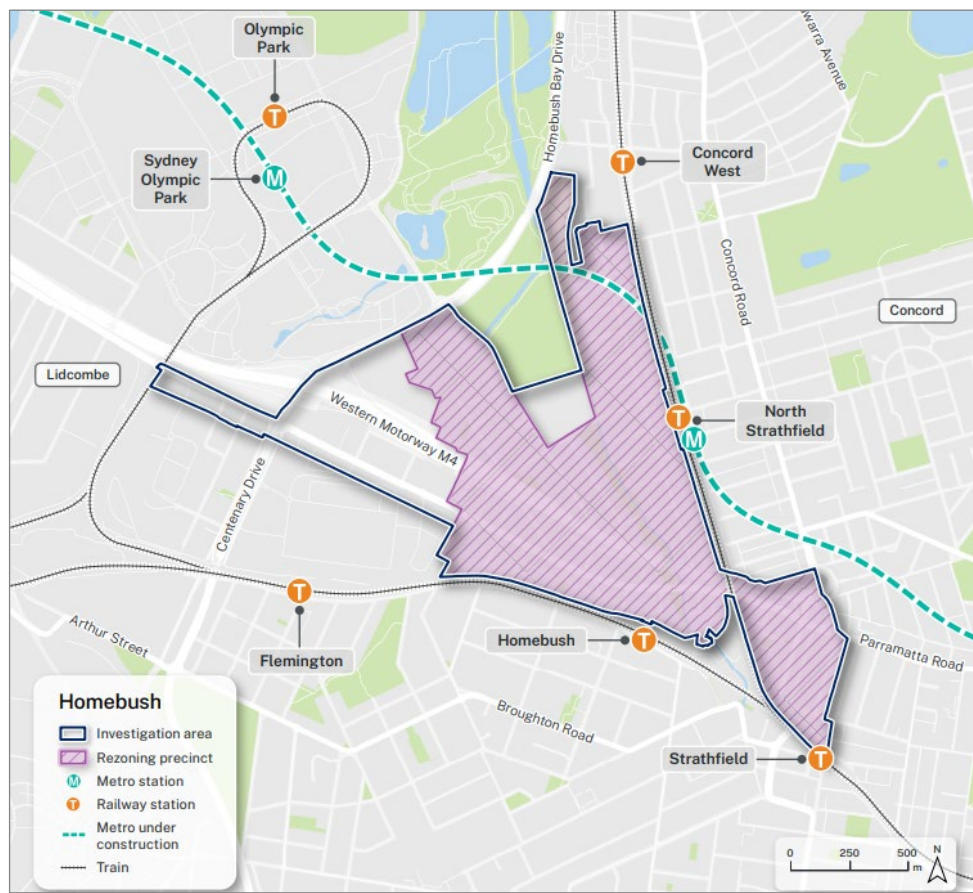 Olympic
Park
Homebush Bay Drive
warra Avenue
Sydney
Olympic
Park
M
T
T
Concord
West
Concord Road
Concord
Lidcombe
Western Motorway M4
T
M
North
Strathfield
Centenary Drive
T
Flemington
Arthur Street
Homebush
T
Parramatta Road
Broughton Road
Strathfield
T
Homebush
Investigation area
Rezoning precinct
M Metro station
T Railway station
Metro under
construction
Train
0 250 500
m
N